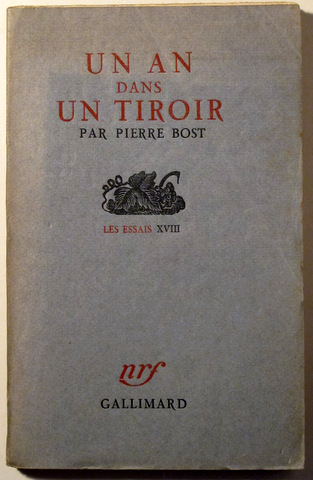 UN AN
DANS
UN TIROIR
PAR PIERRE BOST
LES ESSAIS XVIII
nrf
GALLIMARD